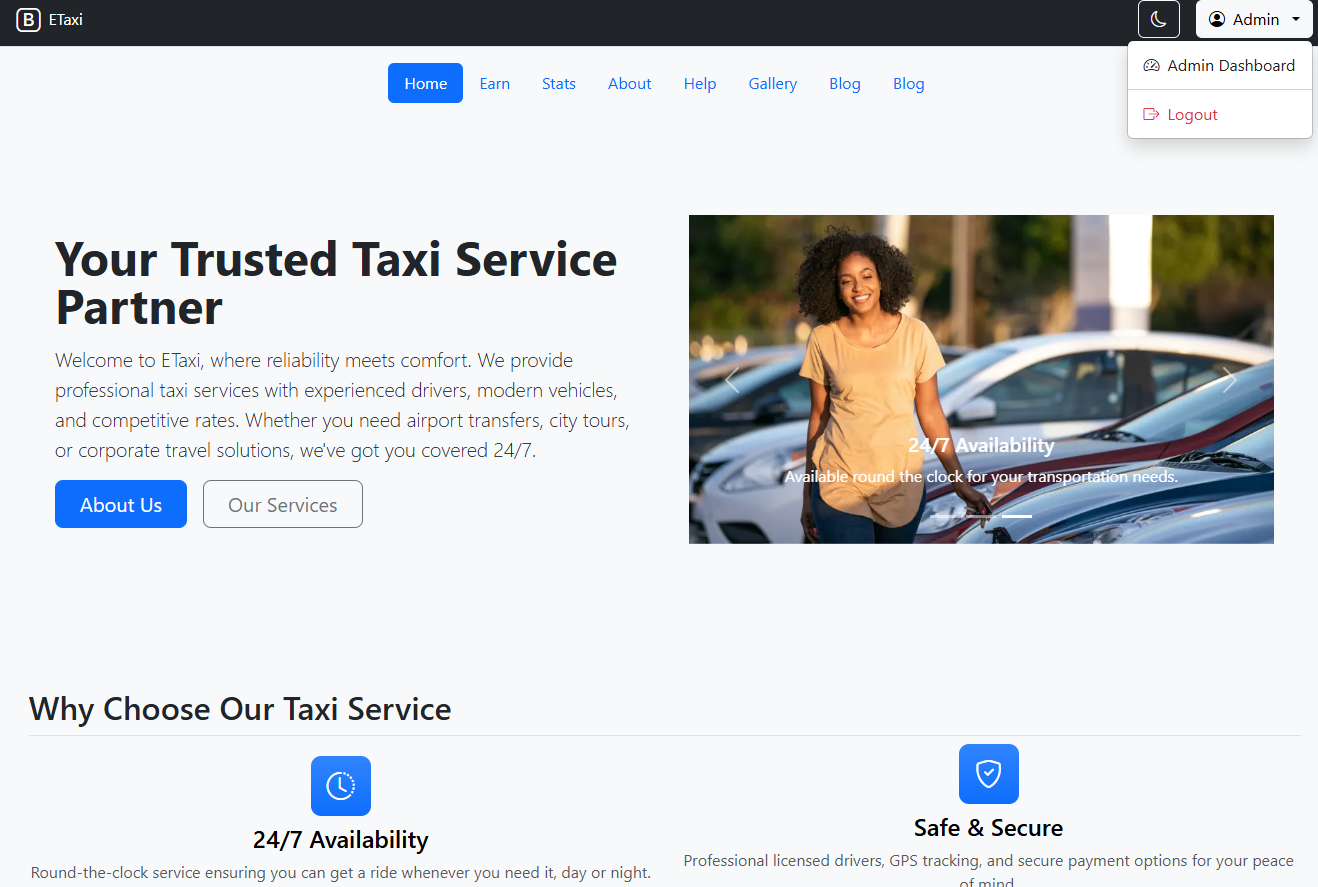 B ETaxi
Admin
Admin Dashboard
Logout
Home Earn Stats About Help Gallery Blog Blog
Your Trusted Taxi Service
Partner
Welcome to ETaxi, where reliability meets comfort. We provide
professional taxi services with experienced drivers, modern vehicles,
and competitive rates. Whether you need airport transfers, city tours,
or corporate travel solutions, we've got you covered 24/7.
About Us Our Services
24/7 Availability
Available round the clock for your transportation needs.
Why Choose Our Taxi Service
24/7 Availability
Round-the-clock service ensuring you can get a ride whenever you need it, day or night.
Safe & Secure
Professional licensed drivers, GPS tracking, and secure payment options for your peace
of mind.